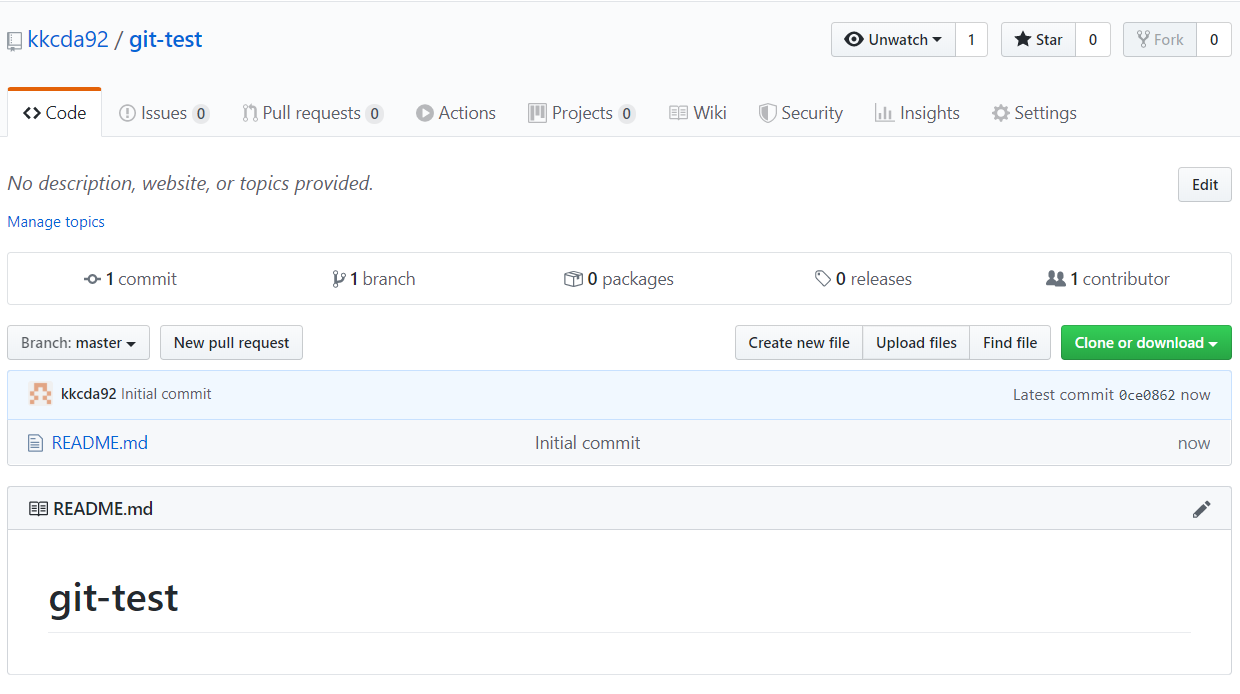 kkcda92 / git-test Unwatch 1 Star 0 Fork 0
Code Issues 0 Pull requests 0 Actions Projects 0 Wiki Security Insights Settings
No description, website, or topics provided. Edit
Manage topics
1 commit 1 branch 0 packages 0 releases 1 contributor
Branch: master New pull request Create new file Upload files Find file Clone or download
kkcda92 Initial commit Latest commit 0ce0862 now
README.md Initial commit now
README.md
git-test